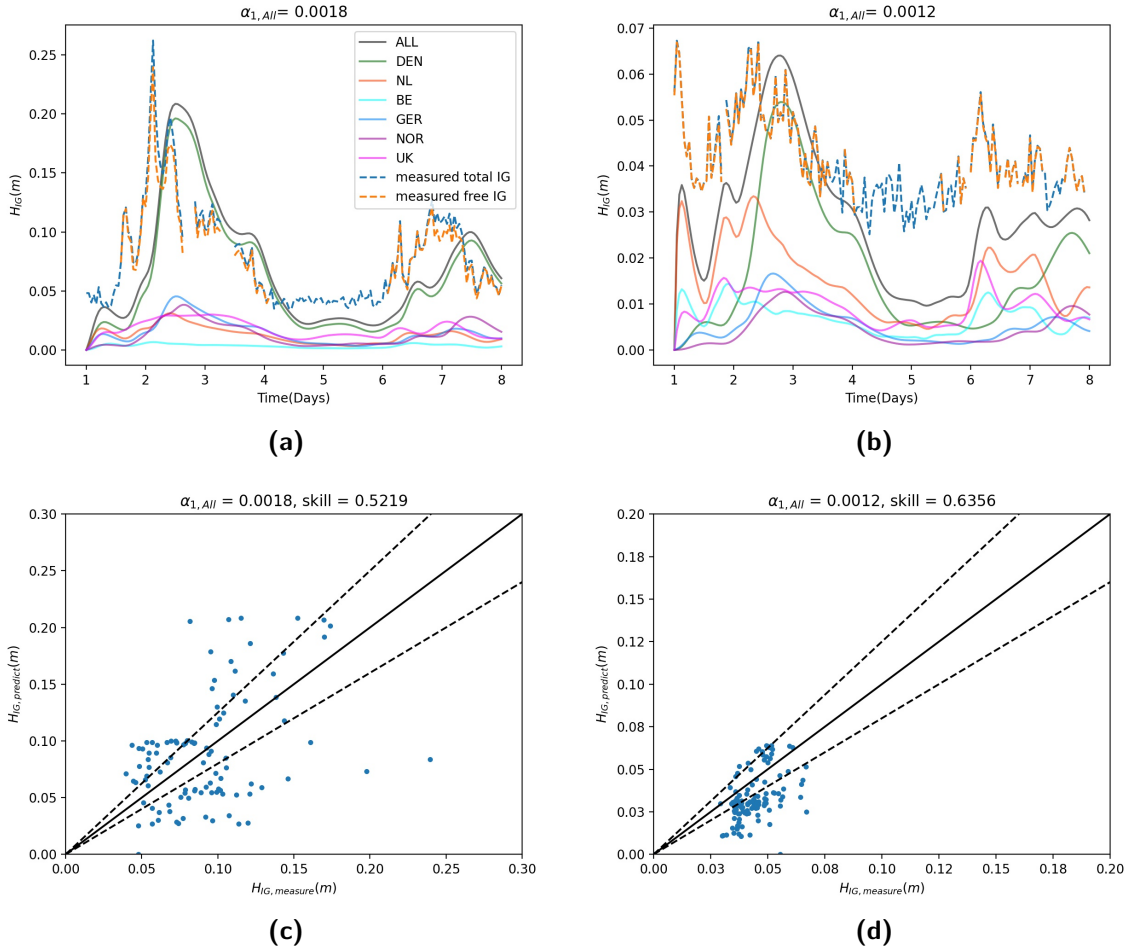 α1,All= 0.0018
HIG(m)
0.25
0.20
0.15
0.10
0.05
0.00
1 2 3 4 5 6 7 8
Time(Days)
ALL
DEN
NL
BE
GER
NOR
UK
measured total IG
measured free IG
(a)
α1,All= 0.0012
HIG(m)
0.07
0.06
0.05
0.04
0.03
0.02
0.01
0.00
1 2 3 4 5 6 7 8
Time(Days)
(b)
α1,All = 0.0018, skill = 0.5219
HIG,predict(m)
0.30
0.25
0.20
0.15
0.10
0.05
0.00
0.00 0.05 0.10 0.15 0.20 0.25 0.30
HIG,measure(m)
(c)
α1,All = 0.0012, skill = 0.6356
HIG,predict(m)
0.20
0.18
0.15
0.12
0.10
0.08
0.05
0.03
0.00
0.00 0.03 0.05 0.08 0.10 0.12 0.15 0.18 0.20
HIG,measure(m)
(d)